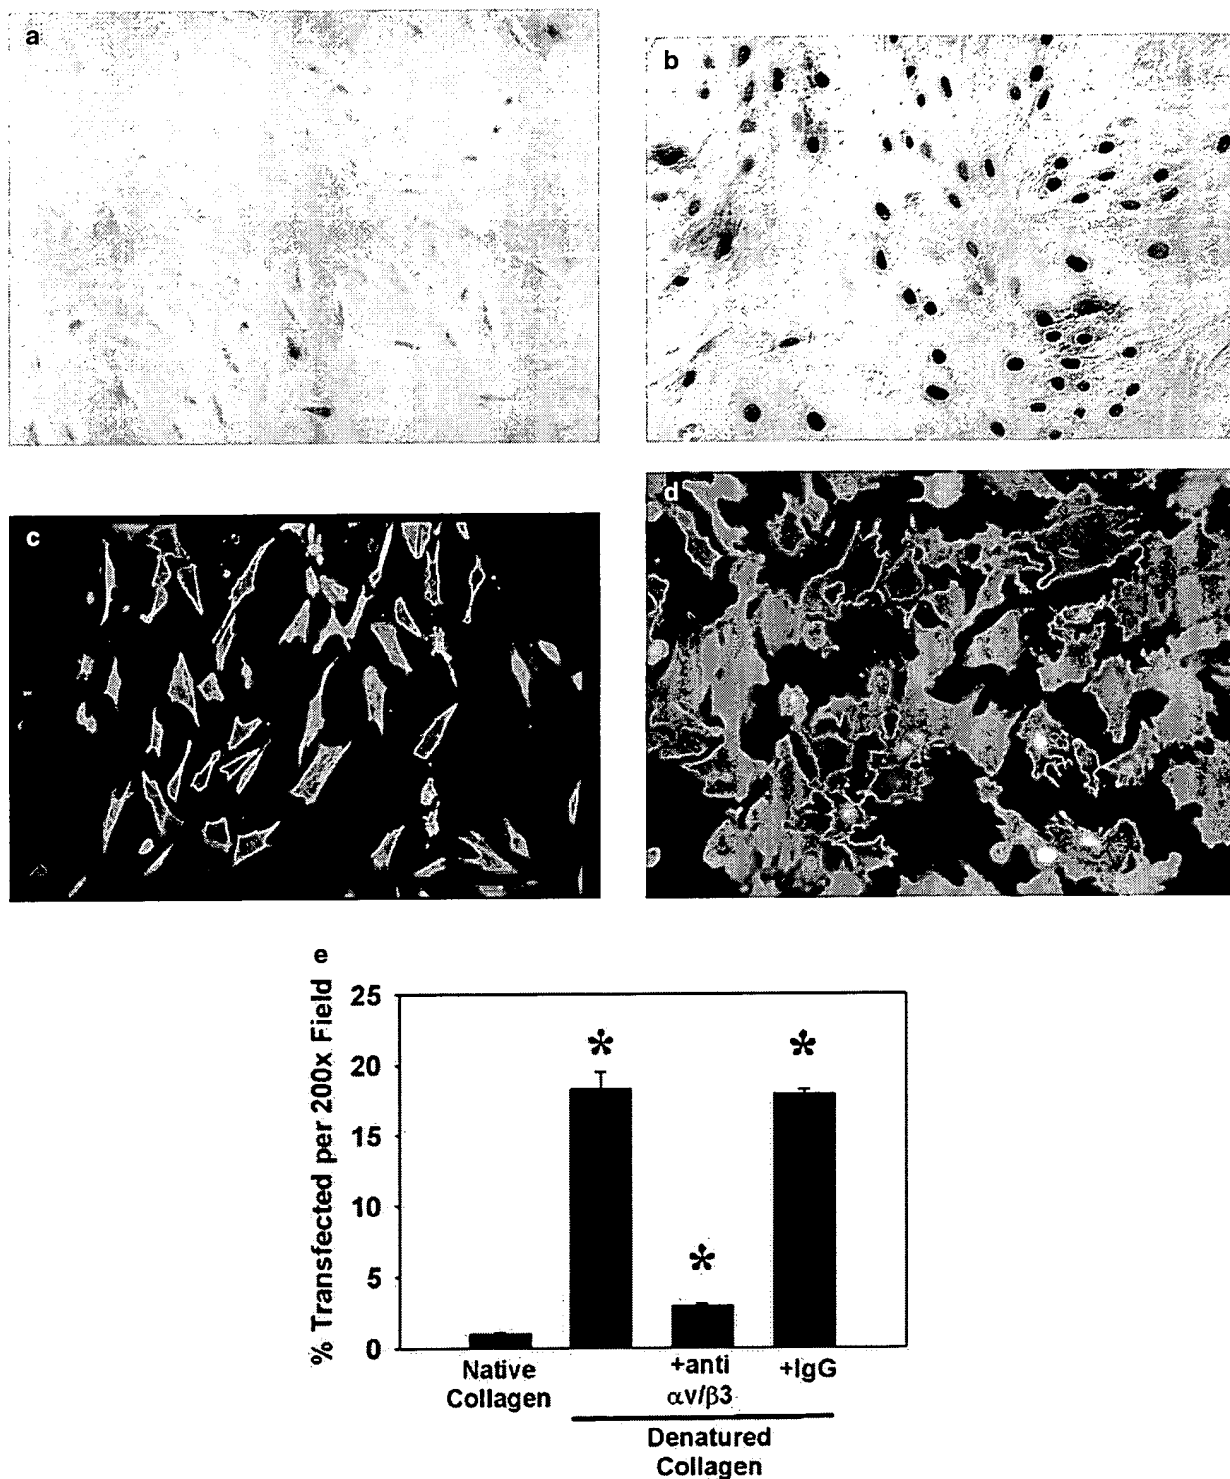 a
b
c
d
e
% Transfected per 200x Field
25
20
15
10
5
0
*
*
*
Native
Collagen
+anti
αv/β3
+IgG
Denatured
Collagen